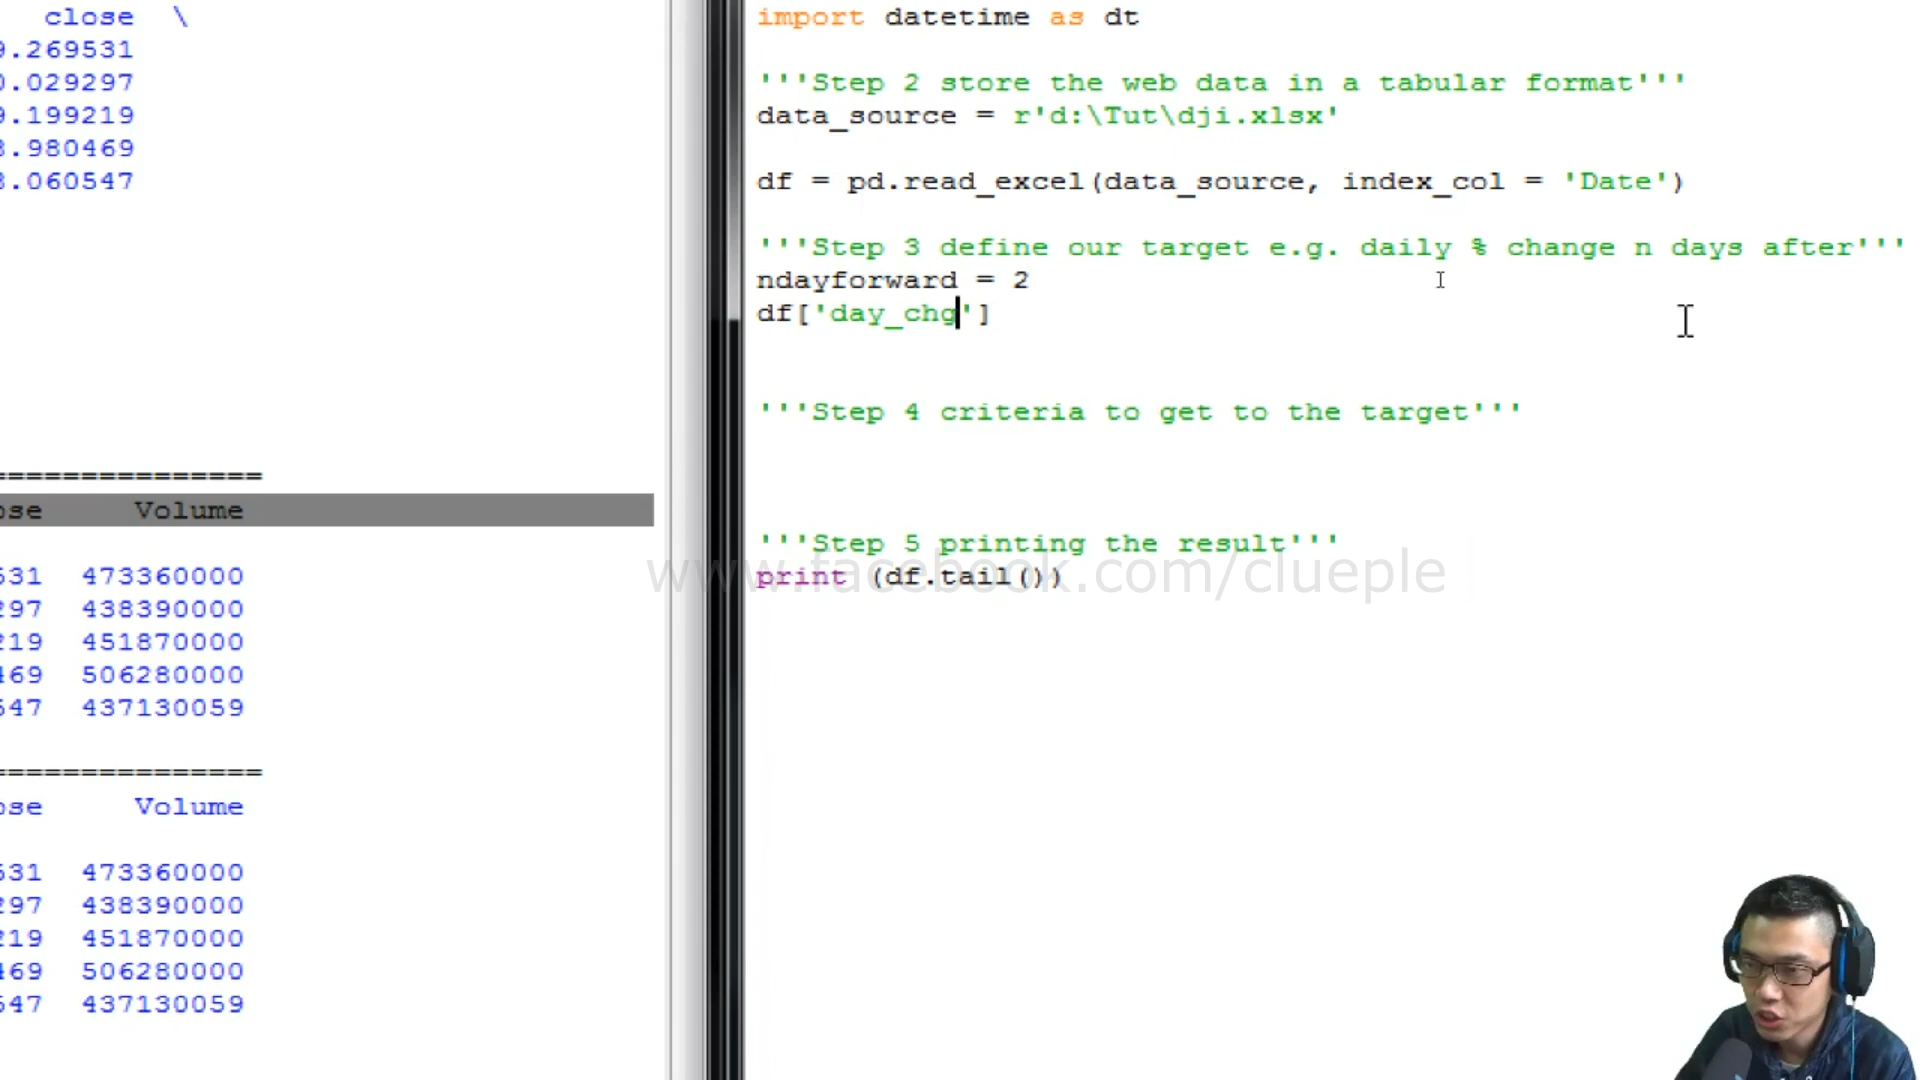 close \
9.269531
0.029297
9.199219
8.980469
8.060547
===============
ose Volume
531 473360000
297 438390000
219 451870000
469 506280000
547 437130059
===============
ose Volume
531 473360000
297 438390000
219 451870000
469 506280000
547 437130059
import datetime as dt
'''Step 2 store the web data in a tabular format'''
data_source = r'd:\Tut\dji.xlsx'
df = pd.read_excel(data_source, index_col = 'Date')
'''Step 3 define our target e.g. daily % change n days after'''
ndayforward = 2
df['day_chg']
'''Step 4 criteria to get to the target'''
'''Step 5 printing the result'''
print (df.tail())
www.facebook.com/clueple